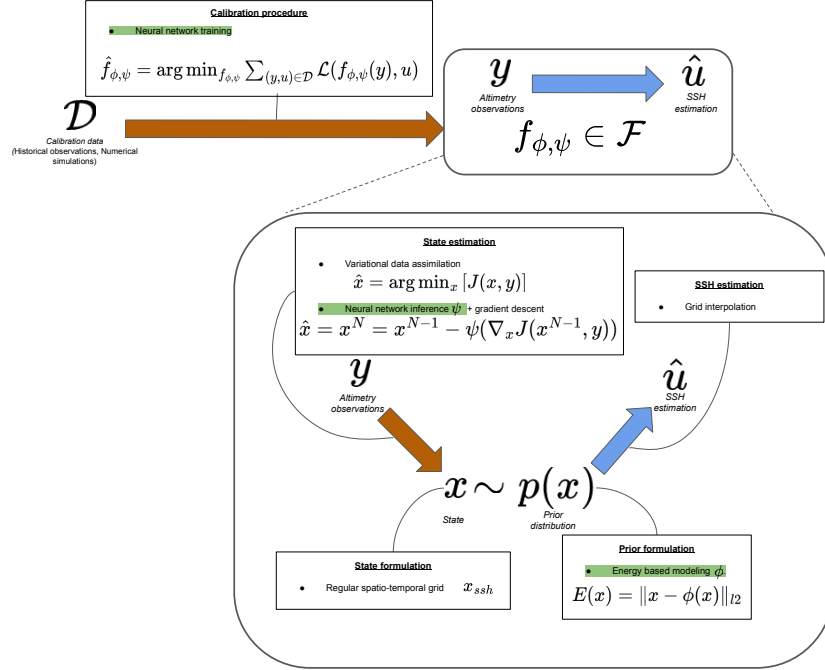 Calibration procedure
● Neural network training
$\hat{f}_{\phi,\psi} = \arg\min_{f_{\phi,\psi}} \sum_{(y,u)\in\mathcal{D}} \mathcal{L}(f_{\phi,\psi}(y), u)$
$\mathcal{D}$
Calibration data
(Historical observations, Numerical
simulations)
$y$ $\hat{u}$
Altimetry SSH
observations estimation
$f_{\phi,\psi} \in \mathcal{F}$
State estimation
● Variational data assimilation
$\hat{x} = \arg\min_x [J(x, y)]$
● Neural network inference $\psi$ + gradient descent
$\hat{x} = x^N = x^{N-1} - \psi(\nabla_x J(x^{N-1}, y))$
SSH estimation
● Grid interpolation
$y$
Altimetry
observations
$\hat{u}$
SSH
estimation
$x \sim p(x)$
State
Prior
distribution
State formulation
● Regular spatio-temporal grid $x_{ssh}$
Prior formulation
● Energy based modeling $\phi$
$E(x) = \|x - \phi(x)\|_{l2}$